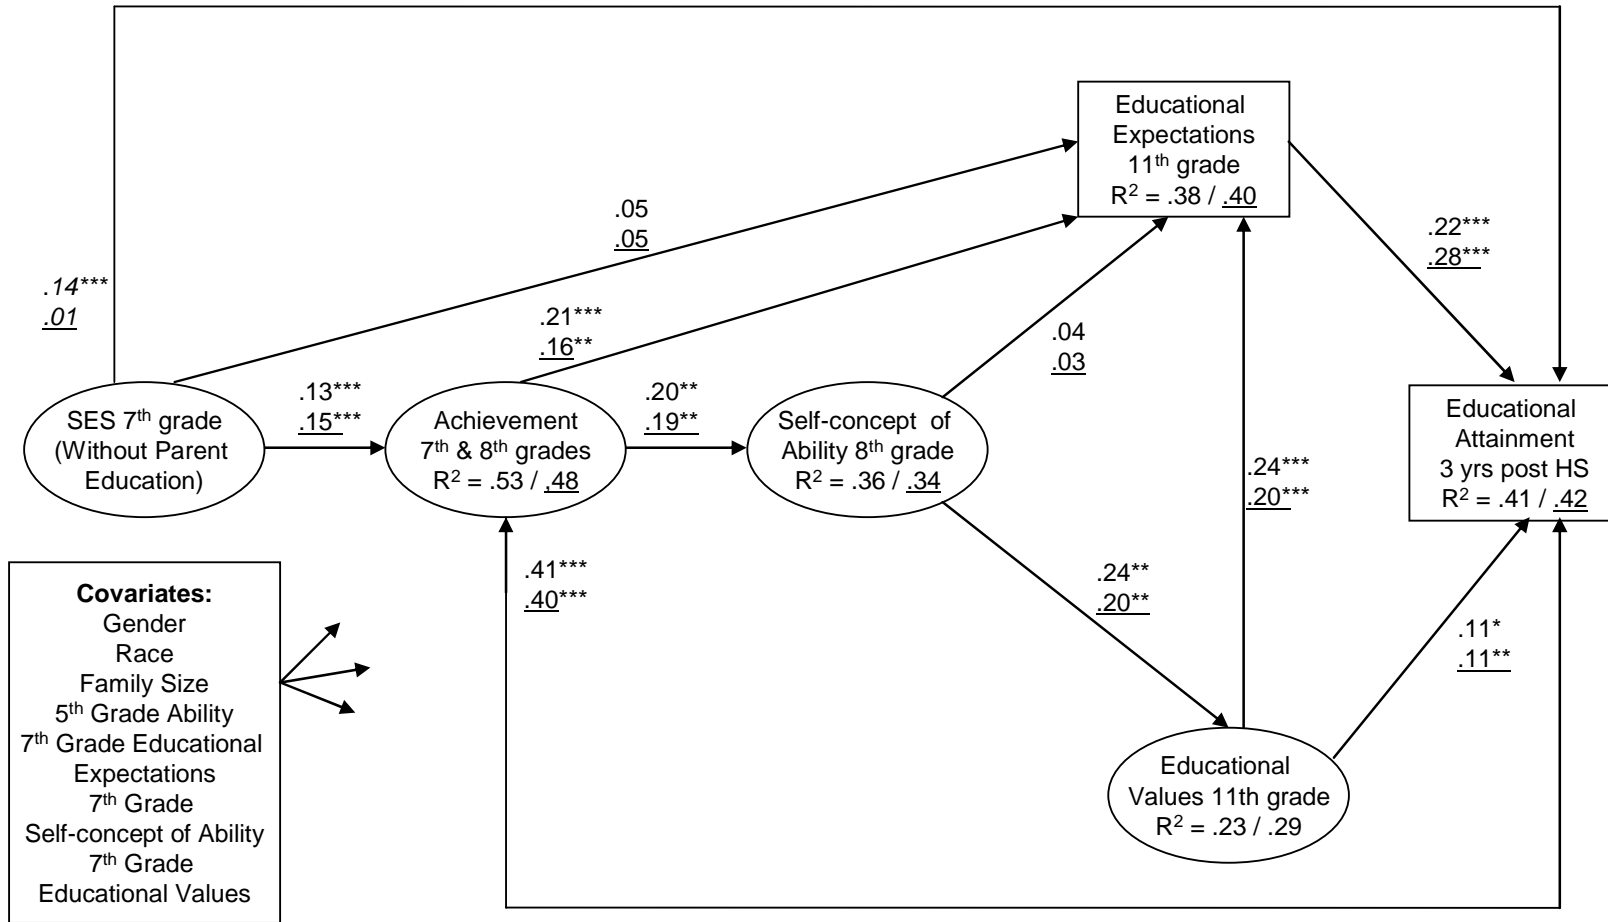 Educational
Expectations
11th grade
R2 = .38 / .40
.05
.05
.22***
.28***
.14***
.01
.21***
.16**
.04
.03
SES 7th grade
(Without Parent
Education)
.13***
.15***
Achievement
7th & 8th grades
R2 = .53 / .48
.20**
.19**
Self-concept of
Ability 8th grade
R2 = .36 / .34
.24***
.20***
Educational
Attainment
3 yrs post HS
R2 = .41 / .42
.41***
.40***
.24**
.20**
.11*
.11**
Covariates:
Gender
Race
Family Size
5th Grade Ability
7th Grade Educational
Expectations
7th Grade
Self-concept of Ability
7th Grade
Educational Values
Educational
Values 11th grade
R2 = .23 / .29